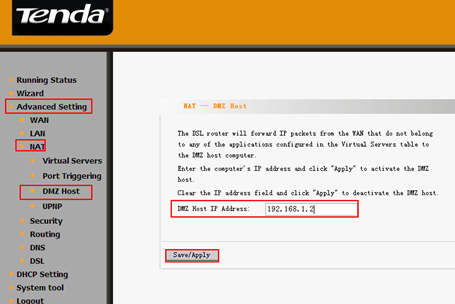 Tenda
Running Status
Wizard
Advanced Setting
WAN
LAN
NAT
Virtual Servers
Port Triggering
DMZ Host
UPNP
Security
Routing
DNS
DSL
DHCP Setting
System tool
Logout
NAT -- DMZ Host
The DSL router will forward IP packets from the WAN that do not belong
to any of the applications configured in the Virtual Servers table to
the DMZ host computer.
Enter the computer's IP address and click "Apply" to activate the DMZ
host.
Clear the IP address field and click "Apply" to deactivate the DMZ host.
DMZ Host IP Address: 192.168.1.2
Save/Apply